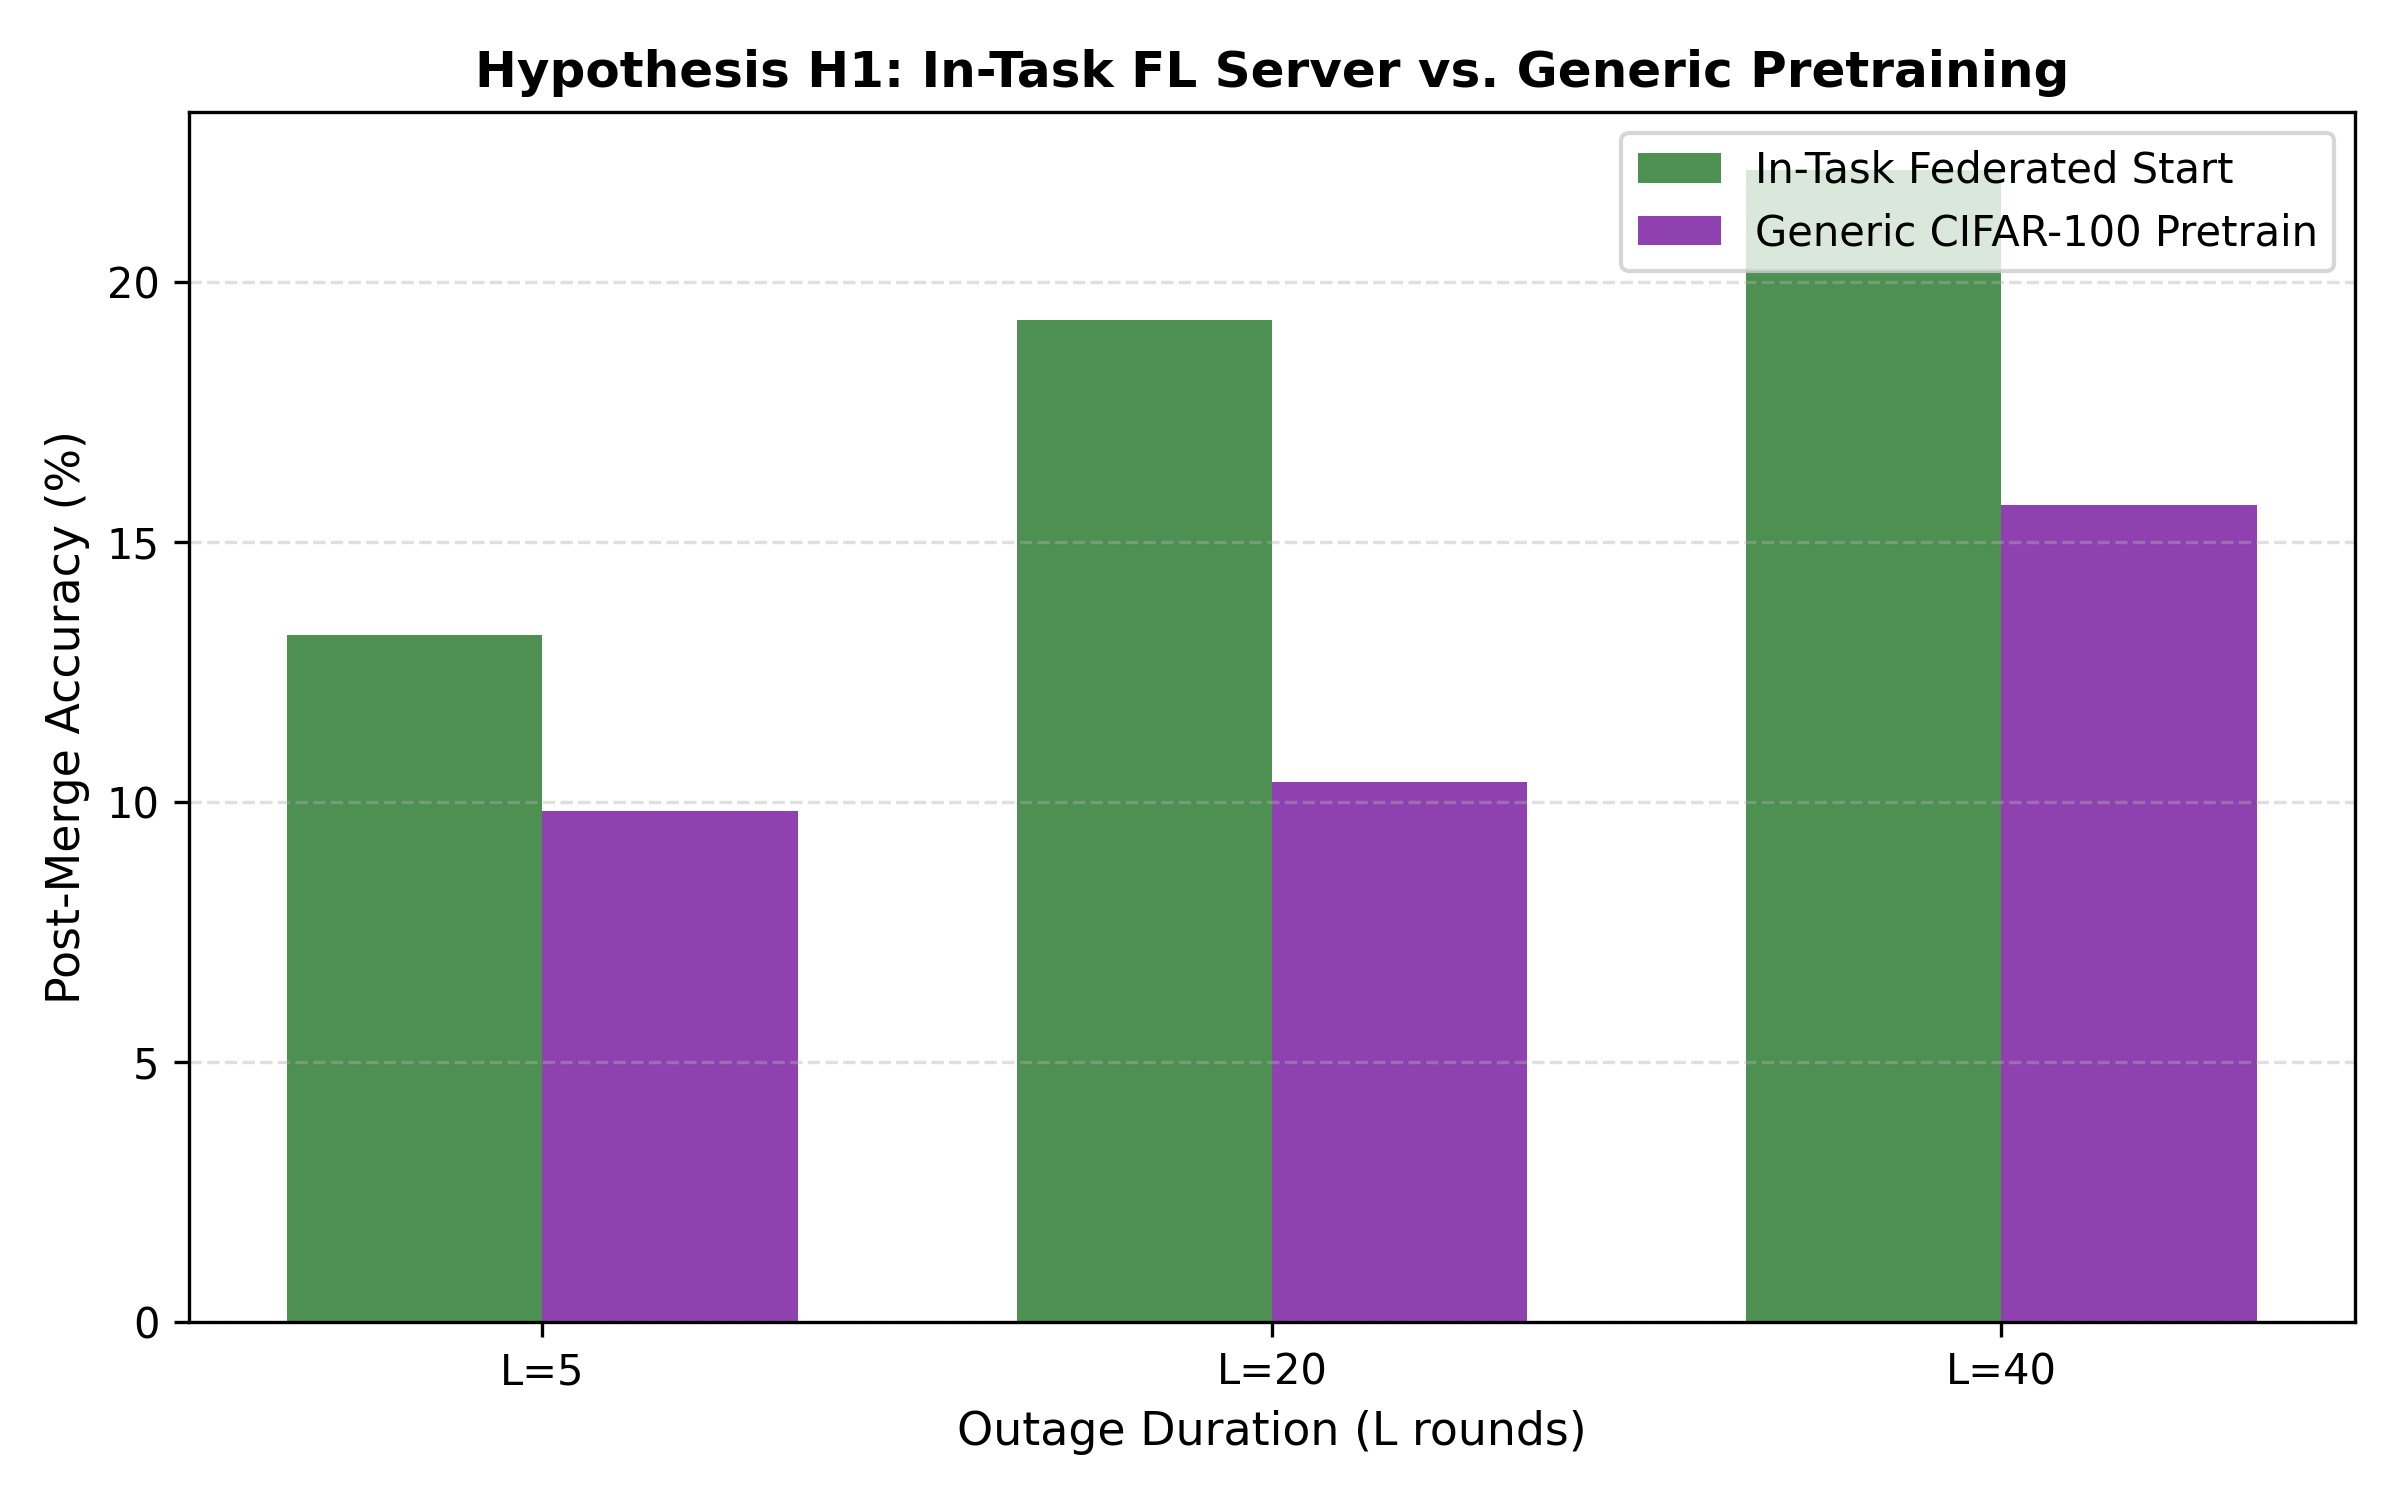 Hypothesis H1: In-Task FL Server vs. Generic Pretraining
In-Task Federated Start
Generic CIFAR-100 Pretrain
Post-Merge Accuracy (%)
20
15
10
5
0
L=5
L=20
L=40
Outage Duration (L rounds)